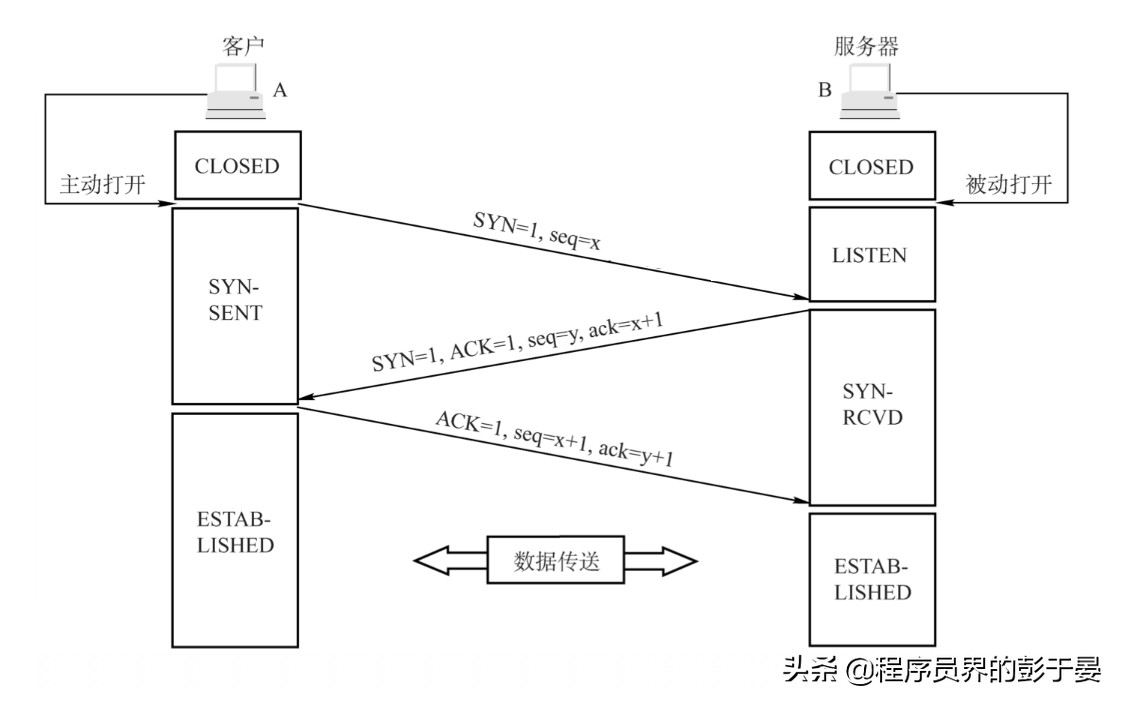 客户
服务器
A
B
CLOSED
CLOSED
主动打开
被动打开
SYN=1, seq=x
LISTEN
SYN-
SENT
SYN=1, ACK=1, seq=y, ack=x+1
SYN-
RCVD
ACK=1, seq=x+1, ack=y+1
ESTAB-
LISHED
数据传送
ESTAB-
LISHED
头条 @程序员界的彭于晏